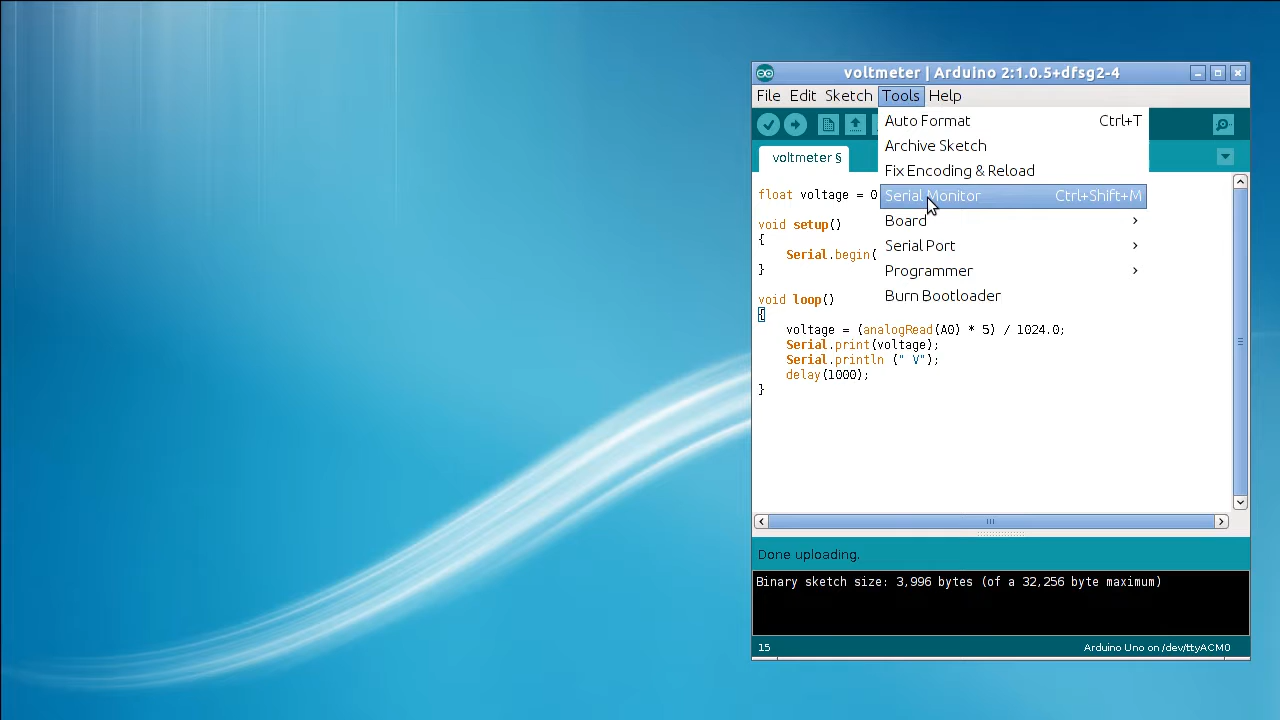 voltmeter | Arduino 2:1.0.5+dfsg2-4
File Edit Sketch Tools Help
Auto Format Ctrl+T
Archive Sketch
Fix Encoding & Reload
Serial Monitor Ctrl+Shift+M
Board
Serial Port
Programmer
Burn Bootloader
voltmeter §
float voltage = 0
void setup()
{
Serial.begin(
}
void loop()
{
voltage = (analogRead(A0) * 5) / 1024.0;
Serial.print(voltage);
Serial.println (" V");
delay(1000);
}
Done uploading.
Binary sketch size: 3,996 bytes (of a 32,256 byte maximum)
15 Arduino Uno on /dev/ttyACM0